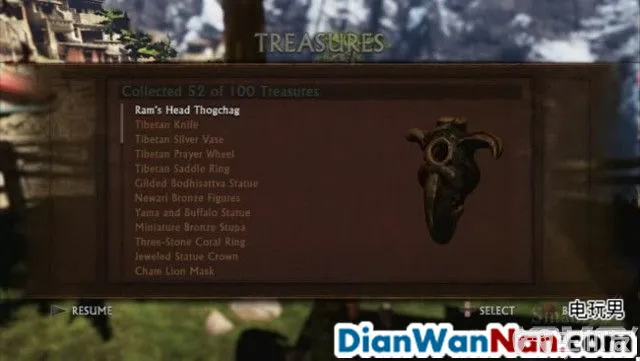 TREASURES
Collected 52 of 100 Treasures
Ram's Head Thogchag
Tibetan Knife
Tibetan Silver Vase
Tibetan Prayer Wheel
Tibetan Saddle Ring
Gilded Bodhisattva Statue
Newari Bronze Figures
Yama and Buffalo Statue
Miniature Bronze Stupa
Three-Stone Coral Ring
Jeweled Statue Crown
Cham Lion Mask
RESUME
SELECT
电玩男
DianWanNan.com